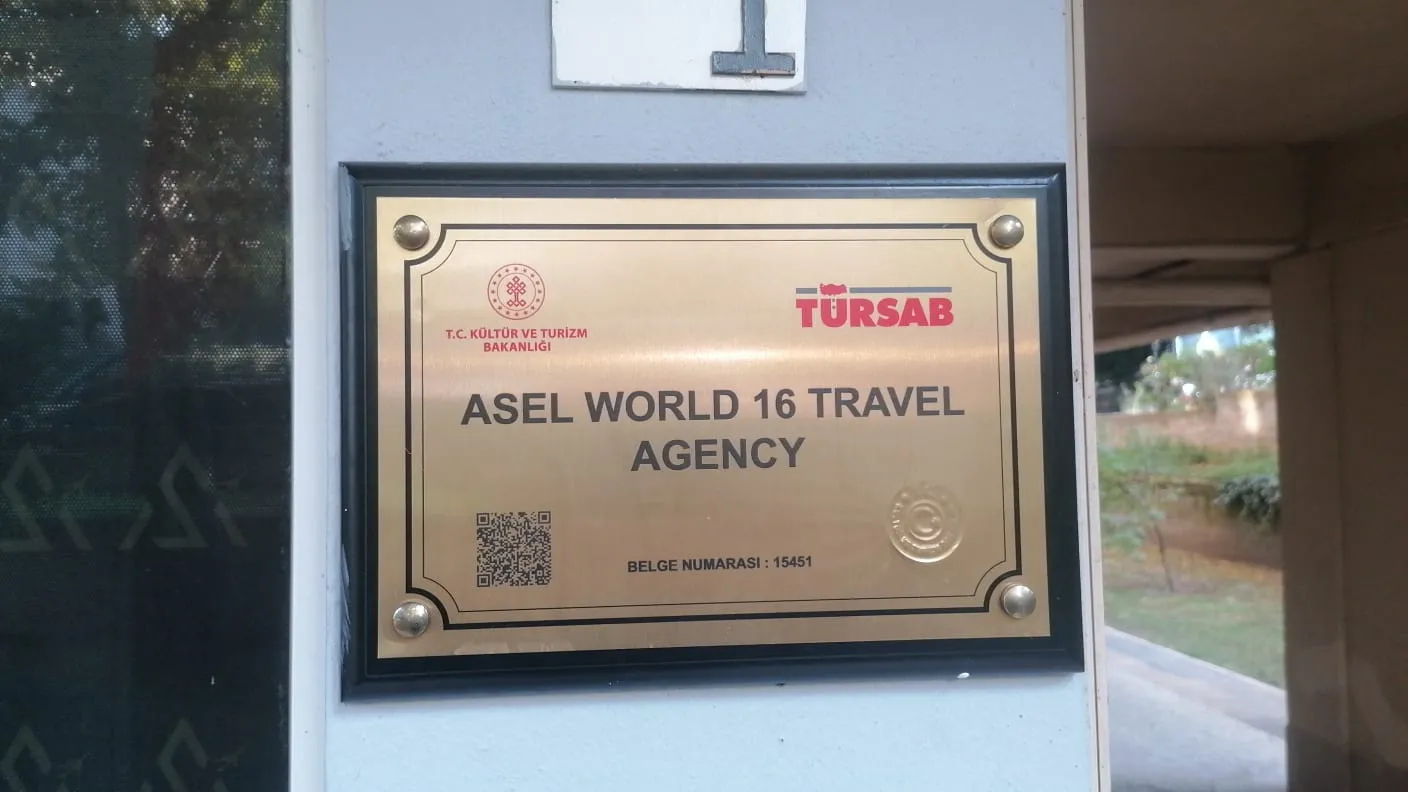 I
T.C. KÜLTÜR VE TURİZM
BAKANLIĞI
TÜRSAB
ASEL WORLD 16 TRAVEL
AGENCY
BELGE NUMARASI : 15451